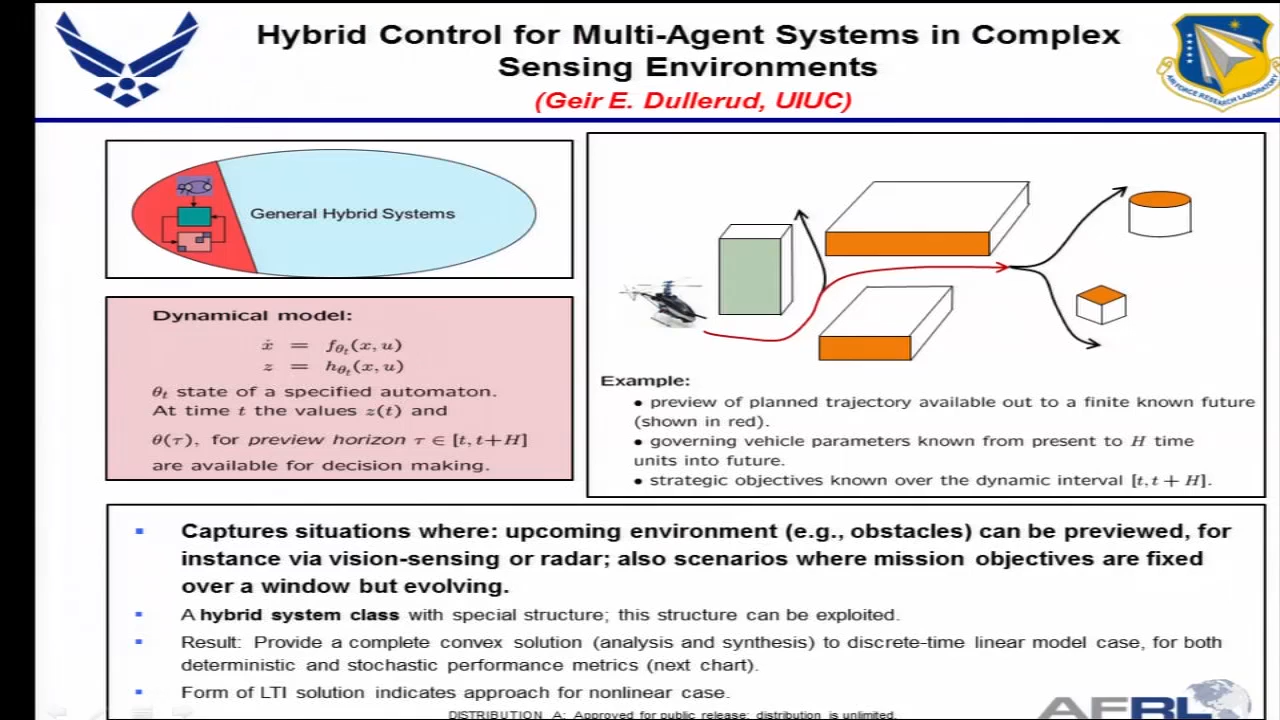 Hybrid Control for Multi-Agent Systems in Complex
Sensing Environments
(Geir E. Dullerud, UIUC)
AIR FORCE RESEARCH LABORATORY
General Hybrid Systems
Dynamical model:
ẋ = f_θt(x, u)
z = h_θt(x, u)
θt state of a specified automaton.
At time t the values z(t) and
θ(τ), for preview horizon τ ∈ [t, t+H]
are available for decision making.
Example:
• preview of planned trajectory available out to a finite known future
(shown in red).
• governing vehicle parameters known from present to H time
units into future.
• strategic objectives known over the dynamic interval [t, t + H].
▪ Captures situations where: upcoming environment (e.g., obstacles) can be previewed, for
instance via vision-sensing or radar; also scenarios where mission objectives are fixed
over a window but evolving.
▪ A hybrid system class with special structure; this structure can be exploited.
▪ Result: Provide a complete convex solution (analysis and synthesis) to discrete-time linear model case, for both
deterministic and stochastic performance metrics (next chart).
▪ Form of LTI solution indicates approach for nonlinear case.
AFRL
DISTRIBUTION A: Approved for public release; distribution is unlimited.